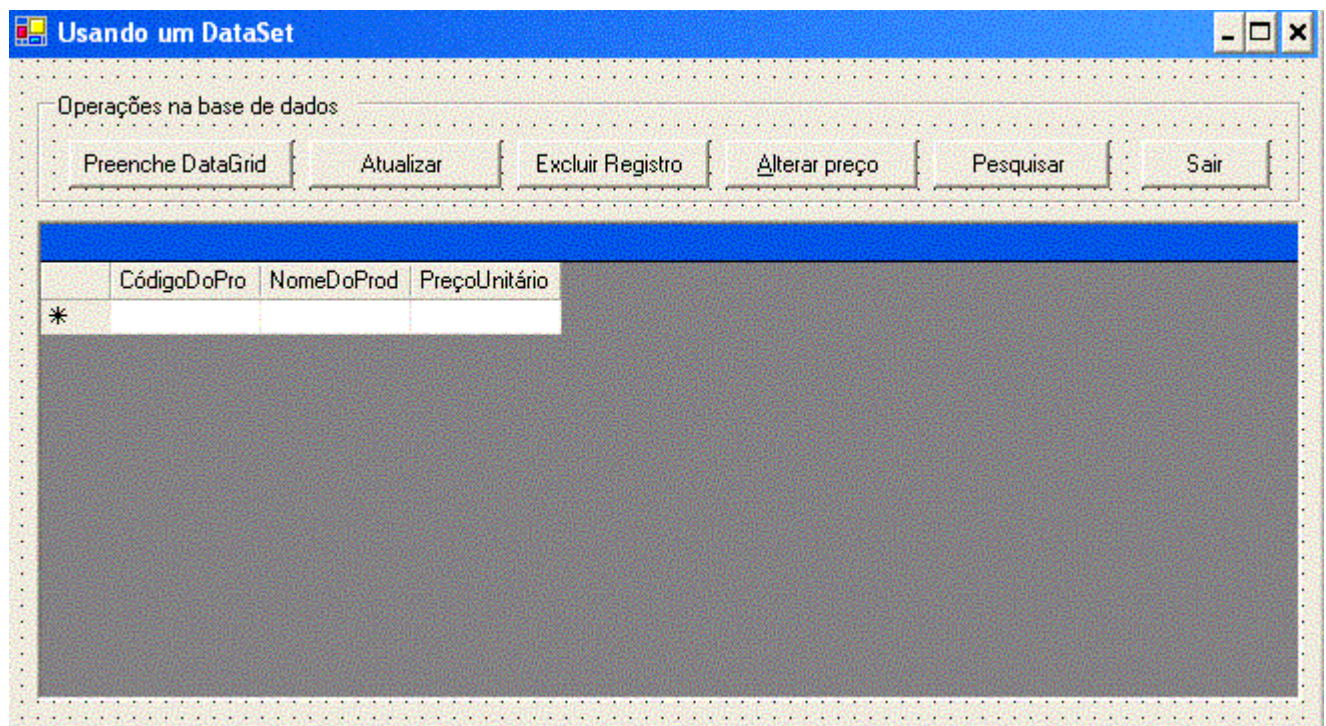 Usando um DataSet
Operações na base de dados
Preenche DataGrid Atualizar Excluir Registro Alterar preço Pesquisar Sair
CódigoDoPro NomeDoProd PreçoUnitário
*